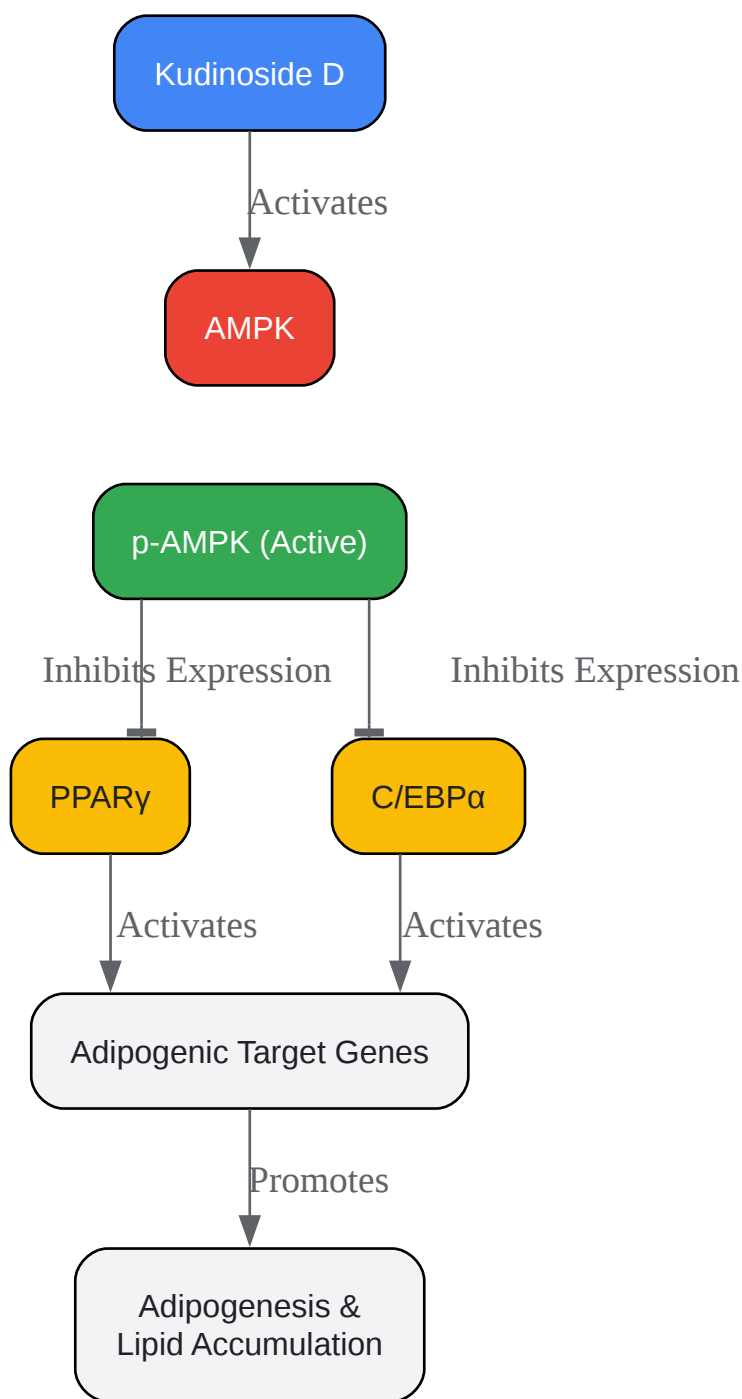 Kudinoside D
Activates
AMPK
p-AMPK (Active)
Inhibits Expression
Inhibits Expression
PPARγ
C/EBPα
Activates
Activates
Adipogenic Target Genes
Promotes
Adipogenesis &
Lipid Accumulation